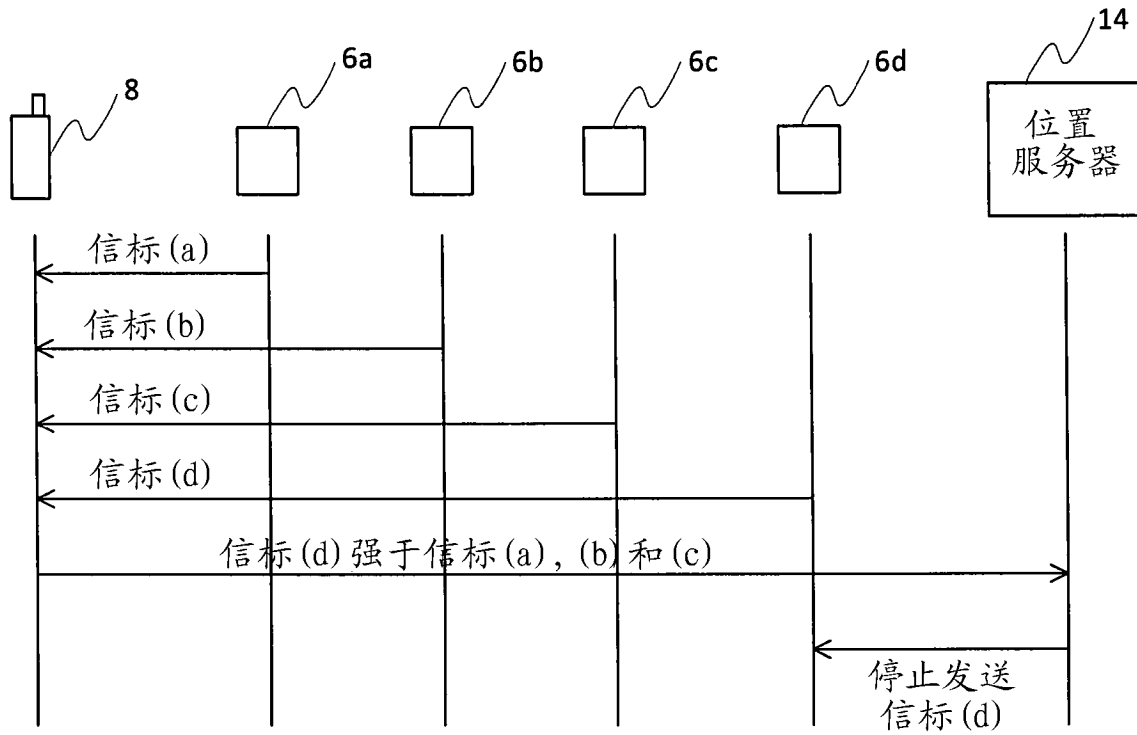 8
6a
6b
6c
6d
14
位置
服务器
信标(a)
信标(b)
信标(c)
信标(d)
信标(d)强于信标(a),(b)和(c)
停止发送
信标(d)